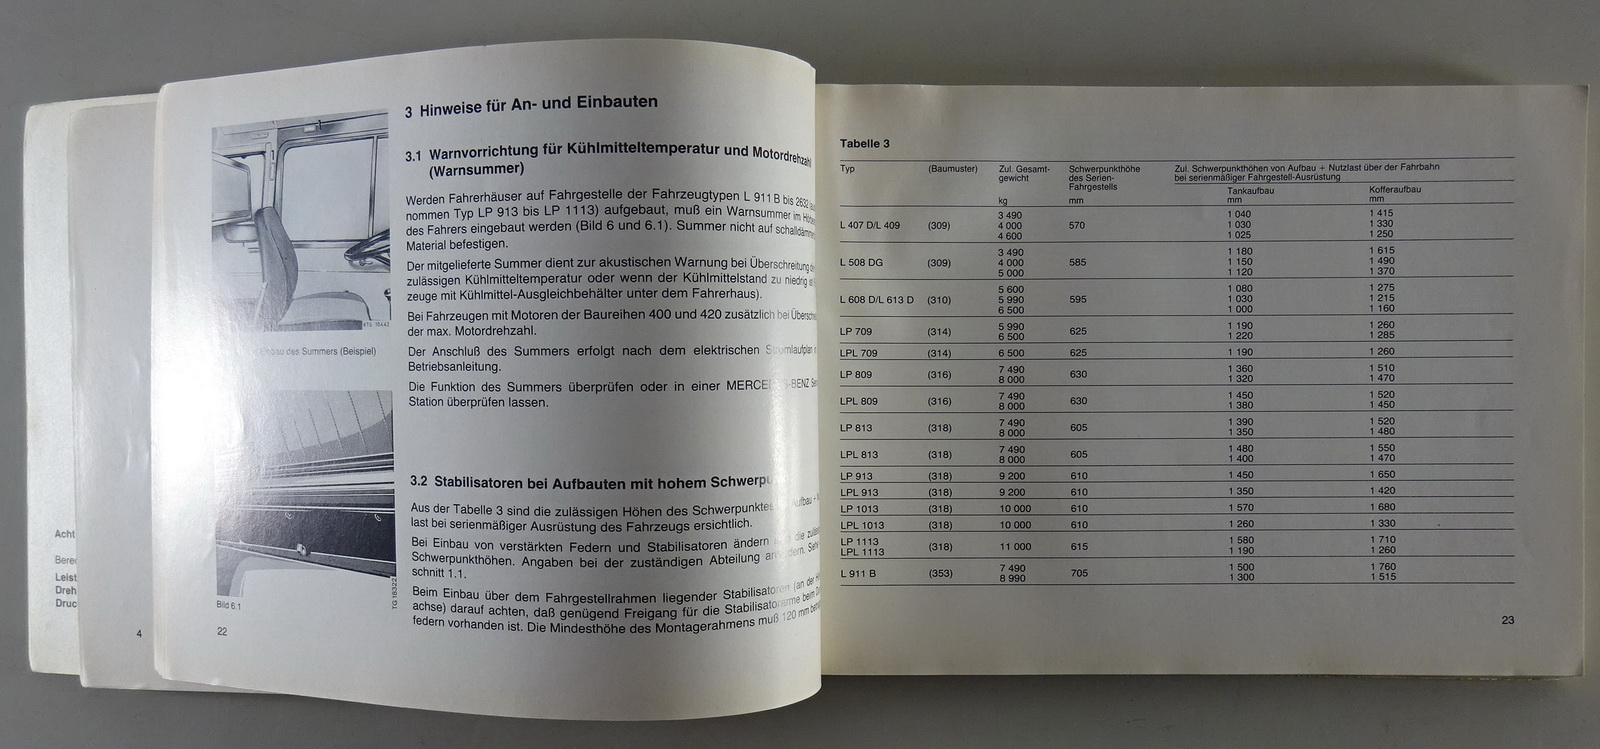 Acht
Bere
Leist
Dreh
Druc
4
KTG 16442
Einbau des Summers (Beispiel)
TG 18322
Bild 6.1
22
3 Hinweise für An- und Einbauten
3.1 Warnvorrichtung für Kühlmitteltemperatur und Motordrehzahl
(Warnsummer)
Werden Fahrerhäuser auf Fahrgestelle der Fahrzeugtypen L 911 B bis 2632
nommen Typ LP 913 bis LP 1113) aufgebaut, muß ein Warnsummer im
des Fahrers eingebaut werden (Bild 6 und 6.1). Summer nicht auf schalldämm
Material befestigen.
Der mitgelieferte Summer dient zur akustischen Warnung bei Überschreitung
zulässigen Kühlmitteltemperatur oder wenn der Kühlmittelstand zu niedrig
zeuge mit Kühlmittel-Ausgleichbehälter unter dem Fahrerhaus).
Bei Fahrzeugen mit Motoren der Baureihen 400 und 420 zusätzlich bei Übersch
der max. Motordrehzahl.
Der Anschluß des Summers erfolgt nach dem elektrischen Stromlaufplan
Betriebsanleitung.
Die Funktion des Summers überprüfen oder in einer MERCEDES-BENZ
Station überprüfen lassen.
3.2 Stabilisatoren bei Aufbauten mit hohem Schwerpu
Aus der Tabelle 3 sind die zulässigen Höhen des Schwerpunktes Aufbau +
last bei serienmäßiger Ausrüstung des Fahrzeugs ersichtlich.
Bei Einbau von verstärkten Federn und Stabilisatoren ändern die
Schwerpunkthöhen. Angaben bei der zuständigen Abteilung anfordern. Siehe
schnitt 1.1.
Beim Einbau über dem Fahrgestellrahmen liegender Stabilisatoren (an der
achse) darauf achten, daß genügend Freigang für die Stabilisatorarme beim
federn vorhanden ist. Die Mindesthöhe des Montagerahmens muß 120 mm
Tabelle 3
Typ (Baumuster) Zul. Gesamt- Schwerpunkthöhe Zul. Schwerpunkthöhen von Aufbau + Nutzlast über der Fahrbahn
gewicht des Serien- bei serienmäßiger Fahrgestell-Ausrüstung
Fahrgestells Tankaufbau Kofferaufbau
kg mm mm mm
3 490 1 040 1 415
L 407 D/L 409 (309) 4 000 570 1 030 1 330
4 600 1 025 1 250
3 490 1 180 1 615
L 508 DG (309) 4 000 585 1 150 1 490
5 000 1 120 1 370
5 600 1 080 1 275
L 608 D/L 613 D (310) 5 990 595 1 030 1 215
6 500 1 000 1 160
LP 709 (314) 5 990 625 1 190 1 260
6 500 1 220 1 285
LPL 709 (314) 6 500 625 1 190 1 260
LP 809 (316) 7 490 630 1 360 1 510
8 000 1 320 1 470
LPL 809 (316) 7 490 630 1 450 1 520
8 000 1 380 1 450
LP 813 (318) 7 490 605 1 390 1 520
8 000 1 350 1 480
LPL 813 (318) 7 490 605 1 480 1 550
8 000 1 400 1 470
LP 913 (318) 9 200 610 1 450 1 650
LPL 913 (318) 9 200 610 1 350 1 420
LP 1013 (318) 10 000 610 1 570 1 680
LPL 1013 (318) 10 000 610 1 260 1 330
LP 1113 (318) 11 000 615 1 580 1 710
LPL 1113 1 190 1 260
L 911 B (353) 7 490 705 1 500 1 760
8 990 1 300 1 515
23